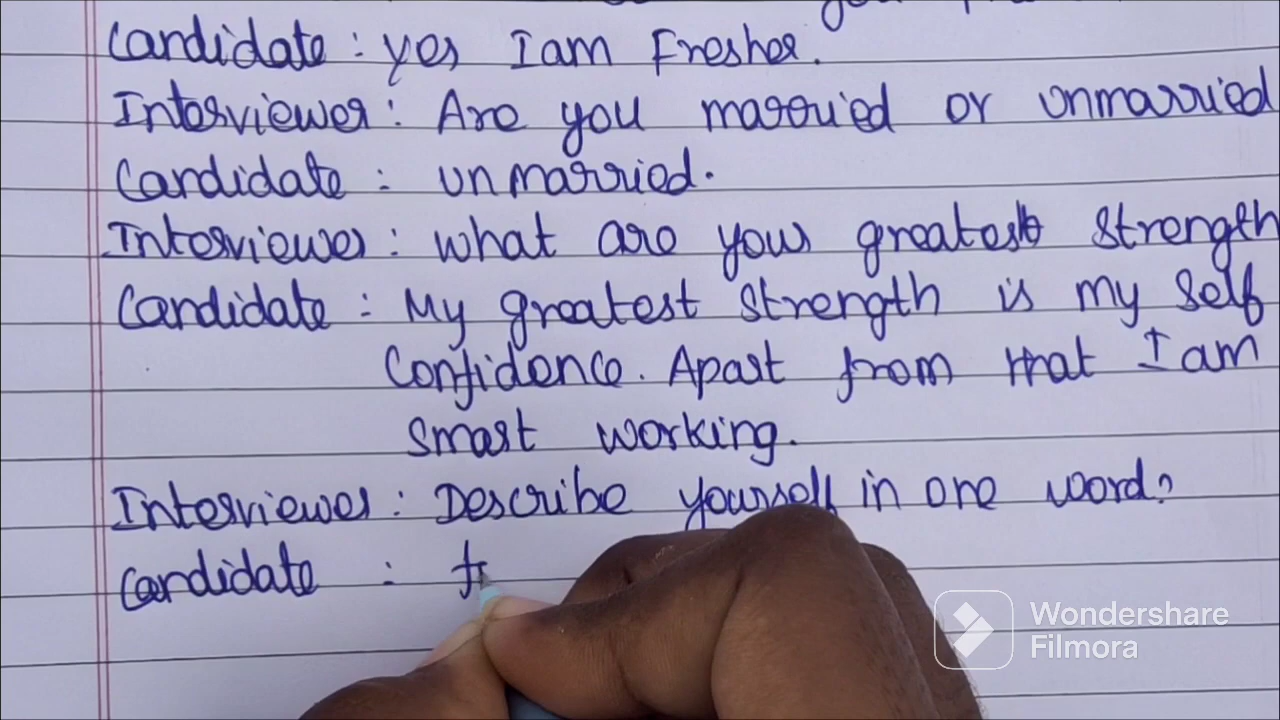 Candidate : yes I am Fresher.
Interviewer : Are you married or unmarried
Candidate : unmarried.
Interviewer : what are your greatest strength
Candidate : My greatest strength is my self
Confidence. Apart from that I am
smart working.
Interviewer : Describe yourself in one word?
Candidate :
Wondershare
Filmora